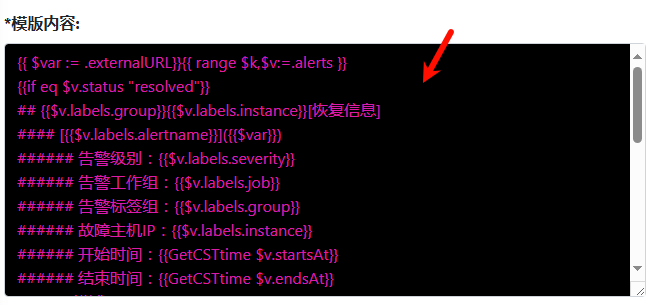 *模版内容:
{{ $var := .externalURL}}{{ range $k,$v:=.alerts }}
{{if eq $v.status "resolved"}}
## {{$v.labels.group}}{{$v.labels.instance}}[恢复信息]
#### [{{$v.labels.alertname}}]({{$var}})
###### 告警级别：{{$v.labels.severity}}
###### 告警工作组：{{$v.labels.job}}
###### 告警标签组：{{$v.labels.group}}
###### 故障主机IP：{{$v.labels.instance}}
###### 开始时间：{{GetCSTtime $v.startsAt}}
###### 结束时间：{{GetCSTtime $v.endsAt}}